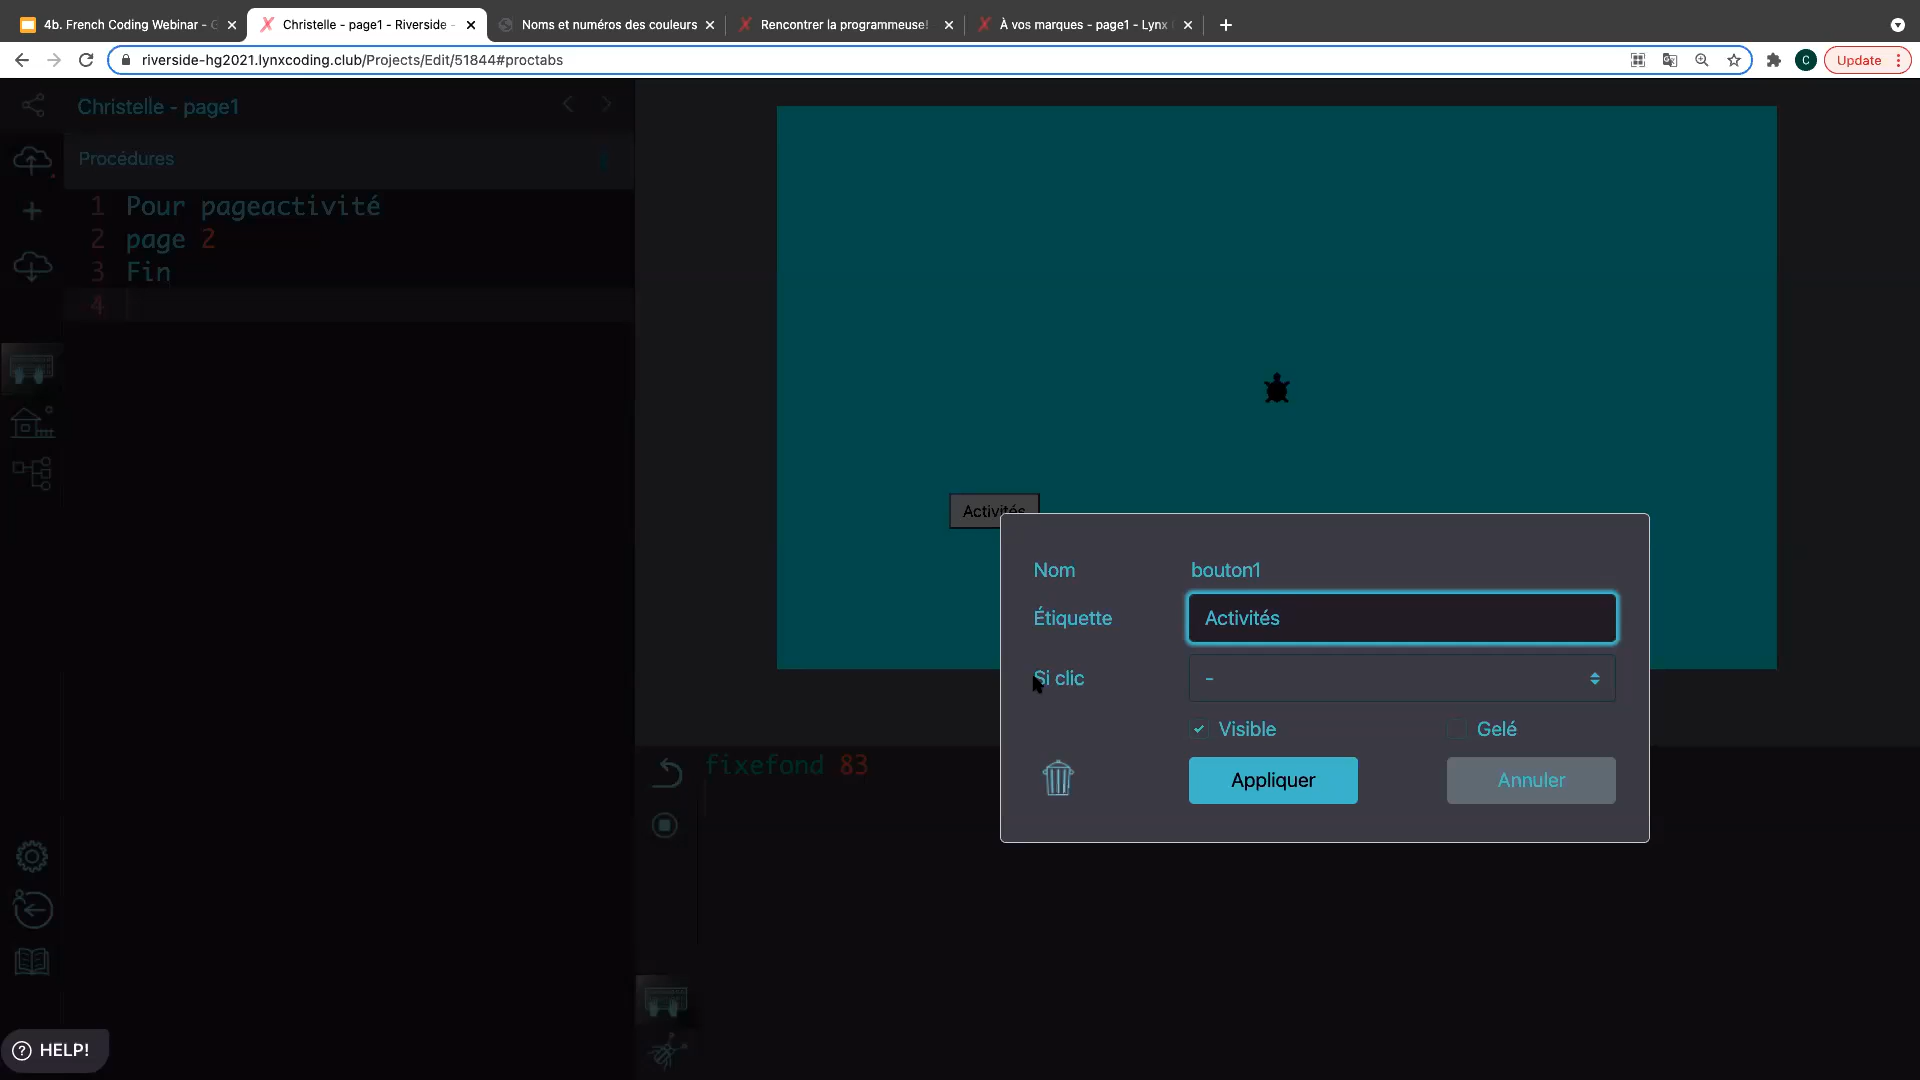 4b. French Coding Webinar - G
Christelle - page1 - Riverside -
Noms et numéros des couleurs
Rencontrer la programmeuse!
À vos marques - page1 - Lynx
riverside-hg2021.lynxcoding.club/Projects/Edit/51844#proctabs
C
Update
Christelle - page1
Procédures
1 Pour pageactivité
2 page 2
3 Fin
4
Activités
Nom bouton1
Étiquette Activités
Si clic -
Visible Gelé
Appliquer Annuler
fixefond 83
HELP!